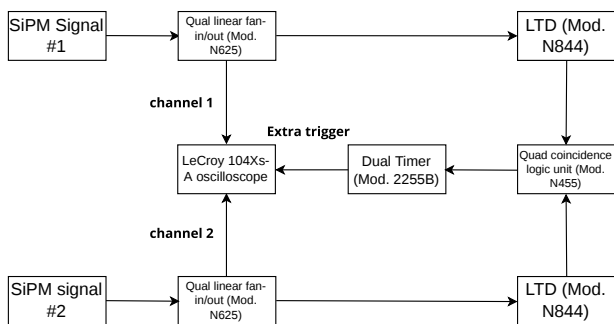 SiPM Signal
#1
Qual linear fan-
in/out (Mod.
N625)
LTD (Mod.
N844)
channel 1
Extra trigger
LeCroy 104Xs-
A oscilloscope
Dual Timer
(Mod. 2255B)
Quad coincidence
logic unit (Mod.
N455)
channel 2
SiPM signal
#2
Qual linear fan-
in/out (Mod.
N625)
LTD (Mod.
N844)